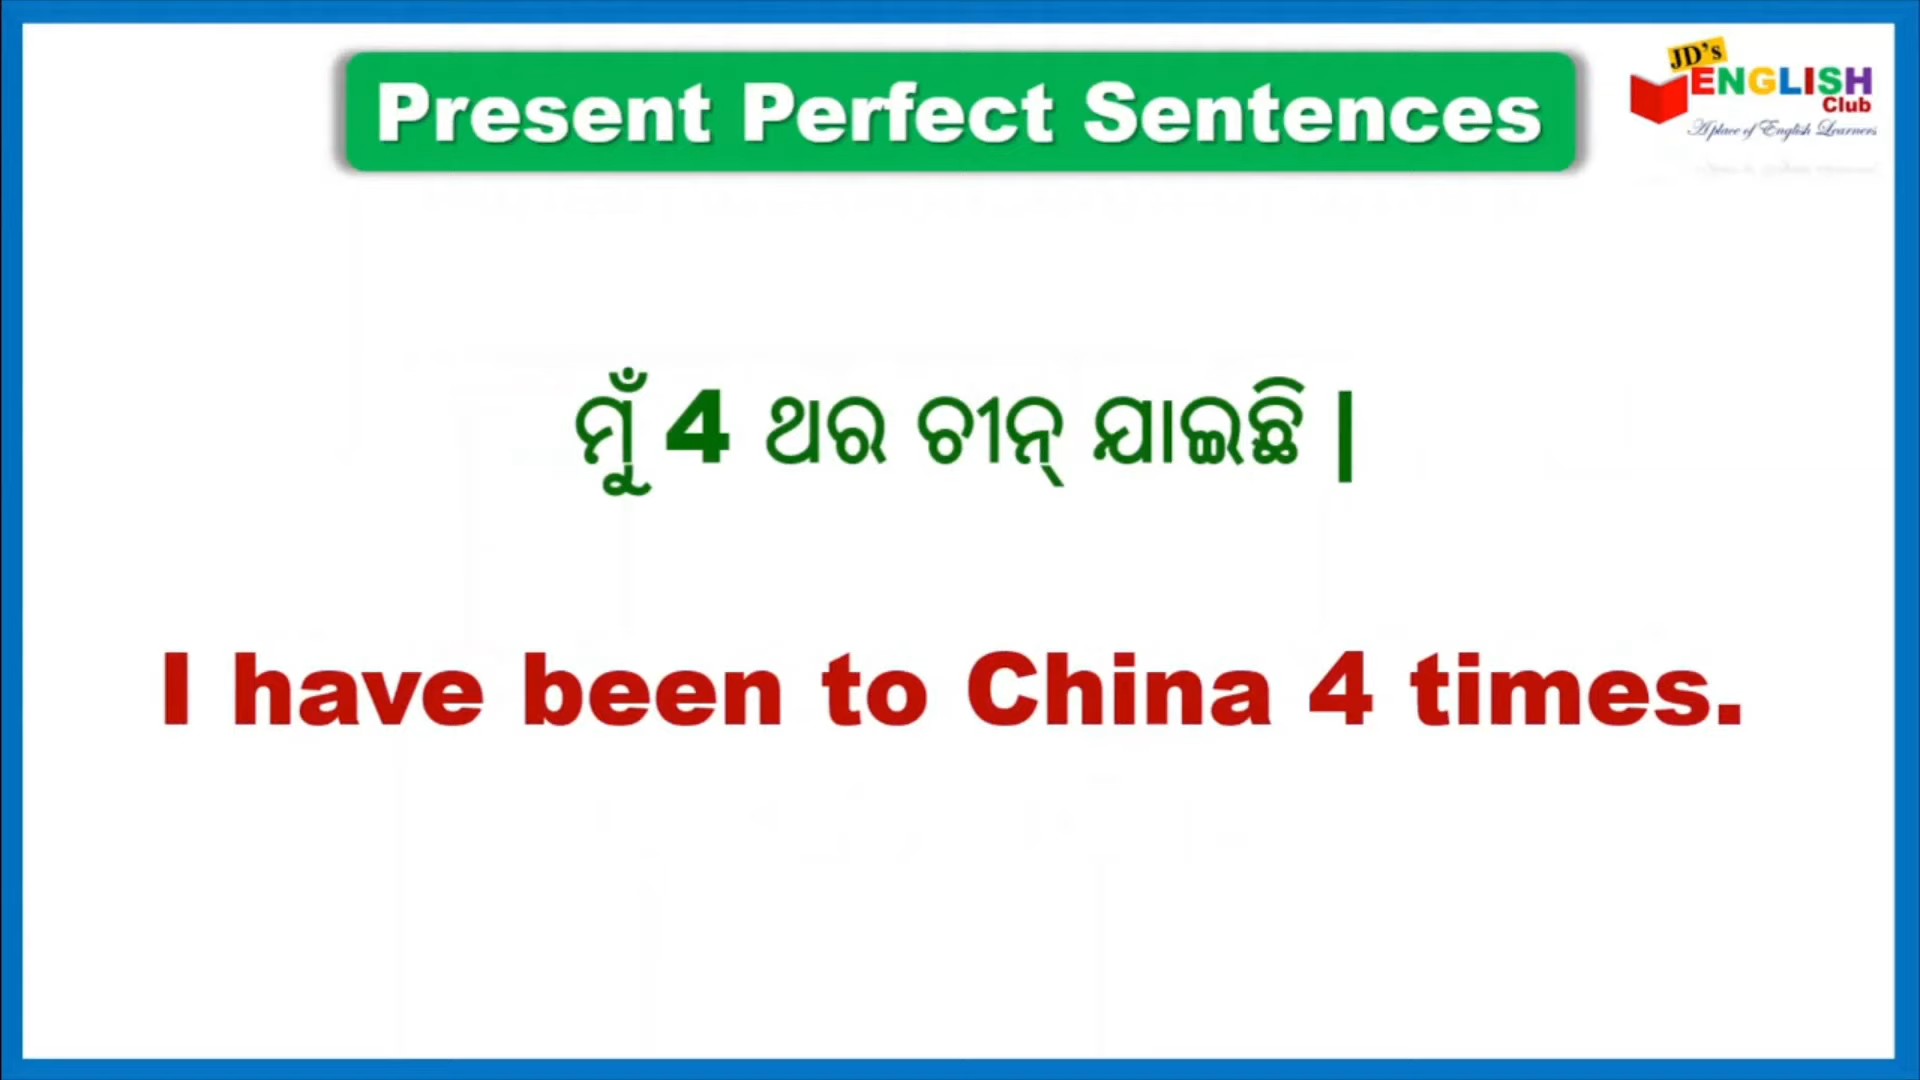 Present Perfect Sentences
JD's
ENGLISH
Club
A place of English Learners
ମୁଁ 4 ଥର ଚୀନ୍ ଯାଇଛି |
I have been to China 4 times.